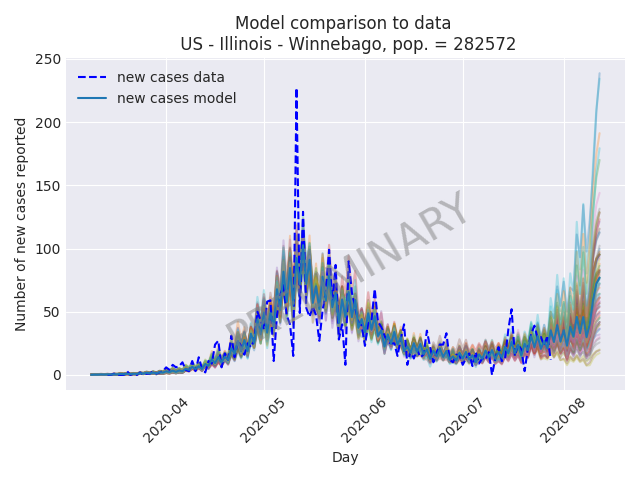 Model comparison to data
US - Illinois - Winnebago, pop. = 282572
250
200
150
100
50
0
Number of new cases reported
new cases data
new cases model
PRELIMINARY
2020-04
2020-05
2020-06
2020-07
2020-08
Day